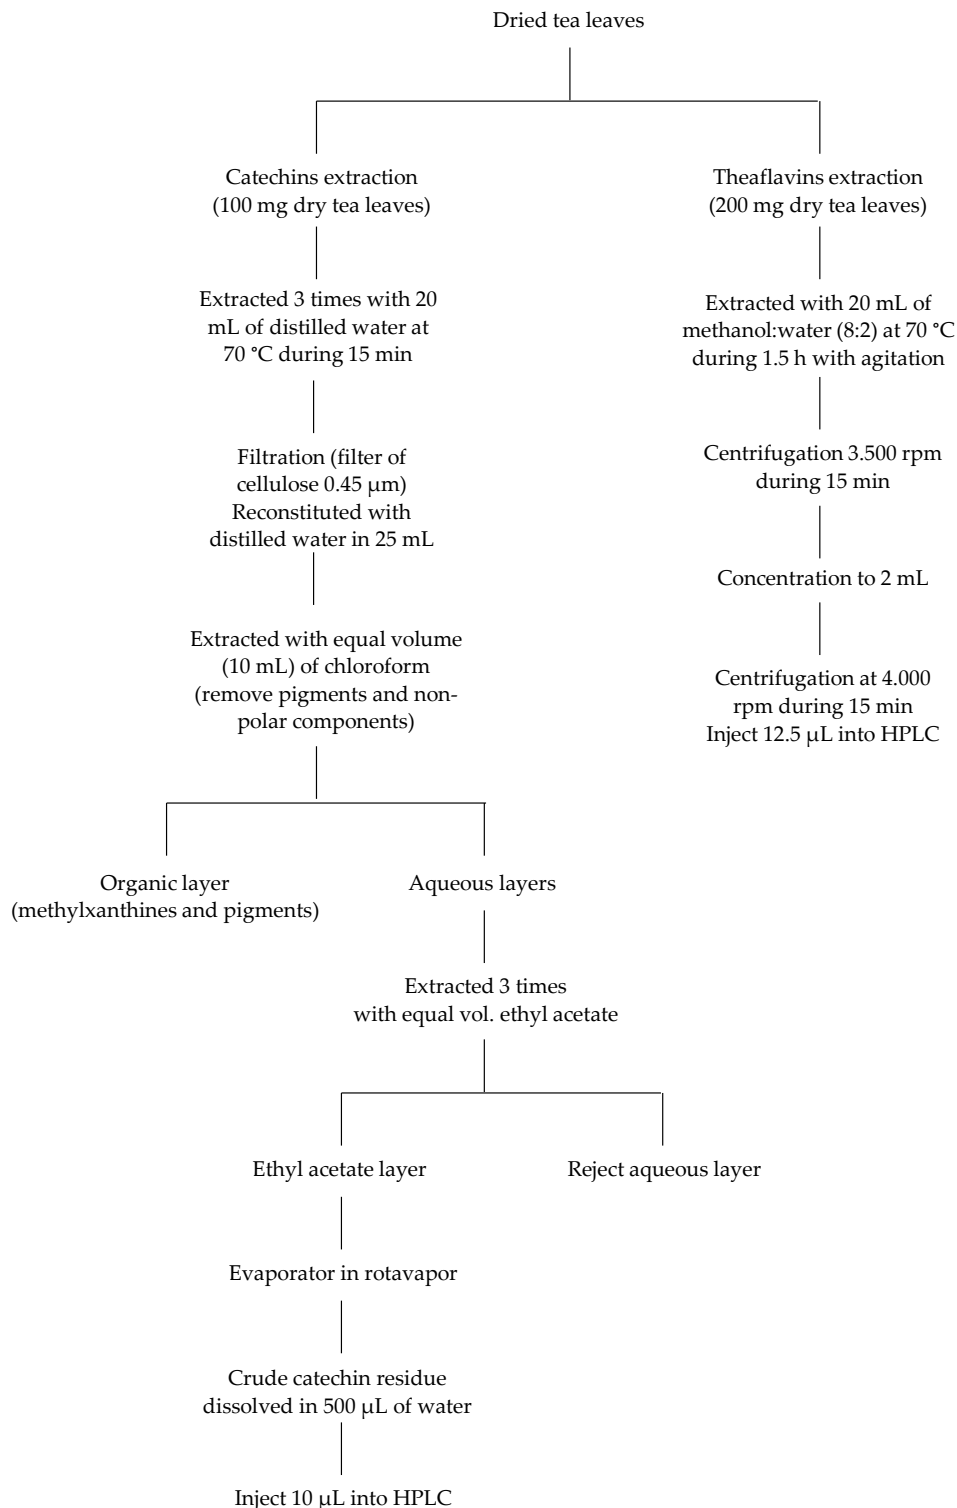 Dried tea leaves
Catechins extraction
(100 mg dry tea leaves)
Theaflavins extraction
(200 mg dry tea leaves)
Extracted 3 times with 20
mL of distilled water at
70 °C during 15 min
Extracted with 20 mL of
methanol:water (8:2) at 70 °C
during 1.5 h with agitation
Filtration (filter of
cellulose 0.45 µm)
Reconstituted with
distilled water in 25 mL
Centrifugation 3.500 rpm
during 15 min
Concentration to 2 mL
Extracted with equal volume
(10 mL) of chloroform
(remove pigments and non-
polar components)
Centrifugation at 4.000
rpm during 15 min
Inject 12.5 µL into HPLC
Organic layer
(methylxanthines and pigments)
Aqueous layers
Extracted 3 times
with equal vol. ethyl acetate
Ethyl acetate layer
Reject aqueous layer
Evaporator in rotavapor
Crude catechin residue
dissolved in 500 µL of water
Inject 10 µL into HPLC